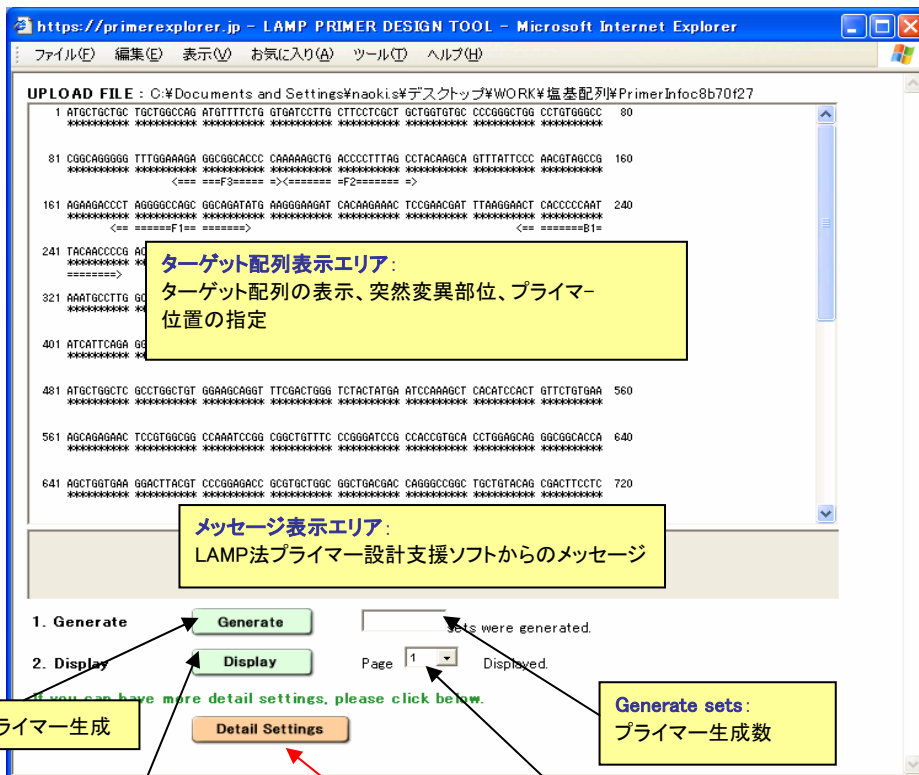 https://primerexplorer.jp - LAMP PRIMER DESIGN TOOL - Microsoft Internet Explorer
ファイル(F) 編集(E) 表示(V) お気に入り(A) ツール(T) ヘルプ(H)
UPLOAD FILE : C:¥Documents and Settings¥naoki.s¥デスクトップ¥WORK¥塩基配列¥PrimerInfoc8b70f27
1 ATGCTGCTGC TGCTGGCCAG ATGTTTTCTG GTGATCCTTG CTTCCTCGCT GCTGGTGTGC CCCGGGCTGG CCTGTGGGCC 80
********** ********** ********** ********** ********** ********** ********** **********
81 CGGCAGGGGG TTTGGAAAGA GGCGGCACCC CAAAAAGCTG ACCCCTTTAG CCTACAAGCA GTTTATTCCC AACGTAGCCG 160
********** ********** ********** ********** ********** ********** ********** **********
<=== ===F3===== =><======= =F2======= =>
161 AGAAGACCCT AGGGGCCAGC GGCAGATATG AAGGGAAGAT CACAAGAAAC TCCGAACGAT TTAAGGAACT CACCCCCAAT 240
********** ********** ********** ********** ********** ********** ********** **********
<== ======F1== =======> <== =======B1=
241 TACAACCCCG AC
********** **
========>
ターゲット配列表示エリア:
ターゲット配列の表示、突然変異部位、プライマー
位置の指定
321 AAATGCCTTG GC
401 ATCATTCAGA GG
********** **
481 ATGCTGGCTC GCCTGGCTGT GGAAGCAGGT TTCGACTGGG TCTACTATGA ATCCAAAGCT CACATCCACT GTTCTGTGAA 560
********** ********** ********** ********** ********** ********** ********** **********
561 AGCAGAGAAC TCCGTGGCGG CCAAATCCGG CGGCTGTTTC CCGGGATCCG CCACCGTGCA CCTGGAGCAG GGCGGCACCA 640
********** ********** ********** ********** ********** ********** ********** **********
641 AGCTGGTGAA GGACTTACGT CCCGGAGACC GCGTGCTGGC GGCTGACGAC CAGGGCCGGC TGCTGTACAG CGACTTCCTC 720
********** ********** ********** ********** ********** ********** ********** **********
メッセージ表示エリア:
LAMP法プライマー設計支援ソフトからのメッセージ
1. Generate Generate sets were generated.
2. Display Display Page 1 Displayed.
If you can have more detail settings, please click below.
ライマー生成
Detail Settings
Generate sets:
プライマー生成数